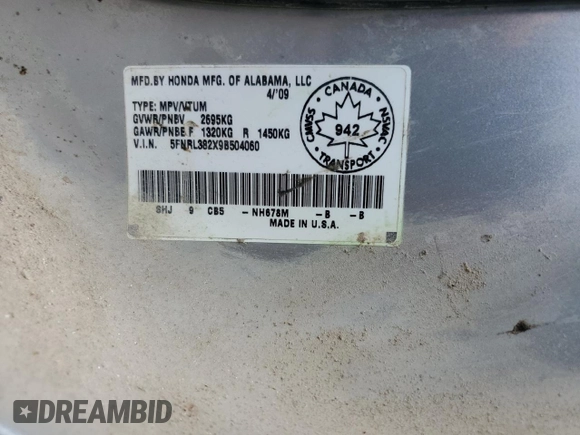 MFD.BY HONDA MFG. OF ALABAMA, LLC
4/'09
TYPE: MPV/VTUM
GVWR/PNBV 2695KG
GAWR/PNBE F 1320KG R 1450KG
V.I.N. 5FNRL382X9B504060
CANADA
CMVSS 942 NSVAC
TRANSPORT
SHJ 9 CB5 -NH678M -B -B
MADE IN U.S.A.
DREAMBID